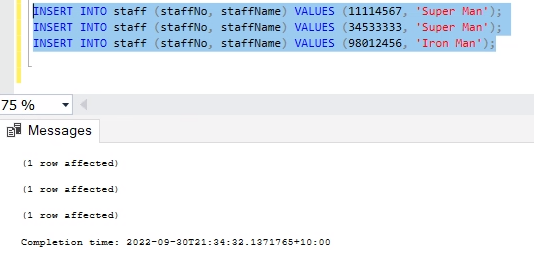 INSERT INTO staff (staffNo, staffName) VALUES (11114567, 'Super Man');
INSERT INTO staff (staffNo, staffName) VALUES (34533333, 'Super Man');
INSERT INTO staff (staffNo, staffName) VALUES (98012456, 'Iron Man');
75 %
Messages
(1 row affected)
(1 row affected)
(1 row affected)
Completion time: 2022-09-30T21:34:32.1371765+10:00